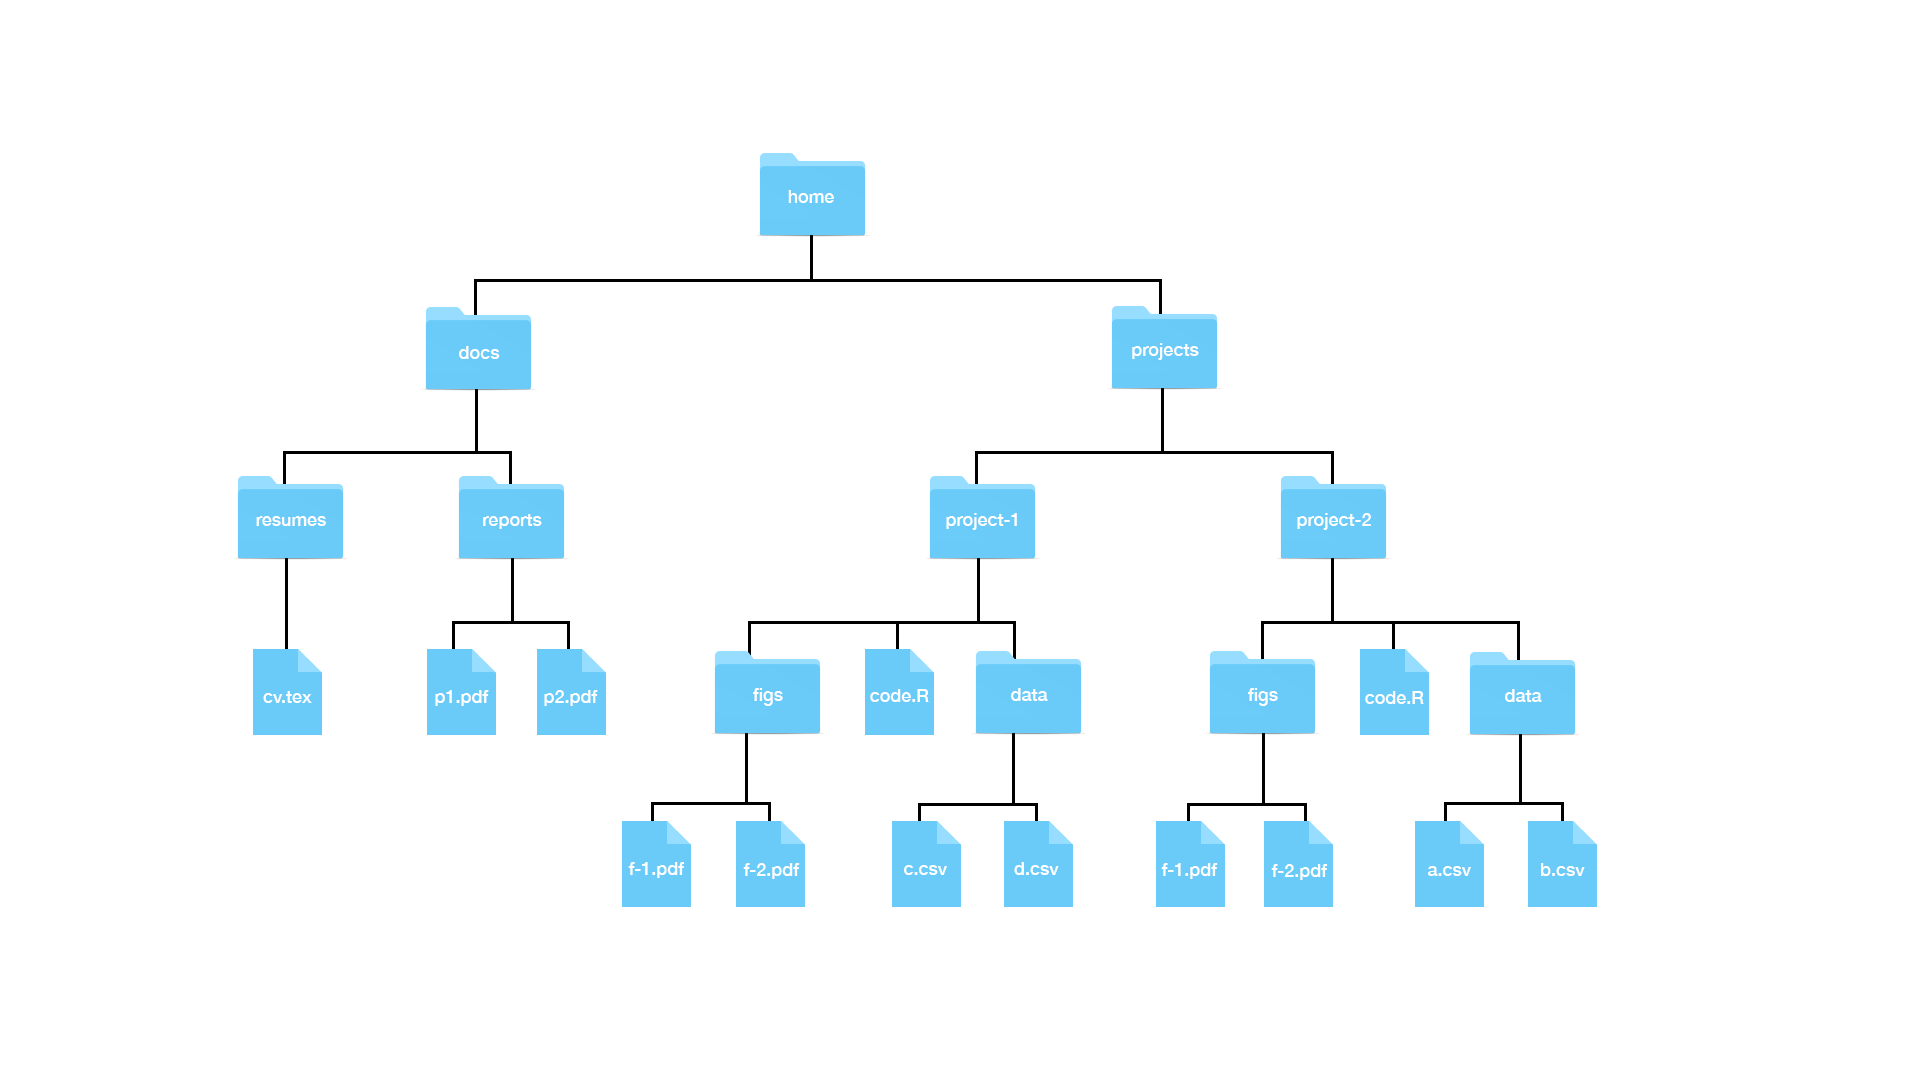 home
docs
projects
resumes
reports
project-1
project-2
cv.tex
p1.pdf
p2.pdf
figs
code.R
data
figs
code.R
data
f-1.pdf
f-2.pdf
c.csv
d.csv
f-1.pdf
f-2.pdf
a.csv
b.csv